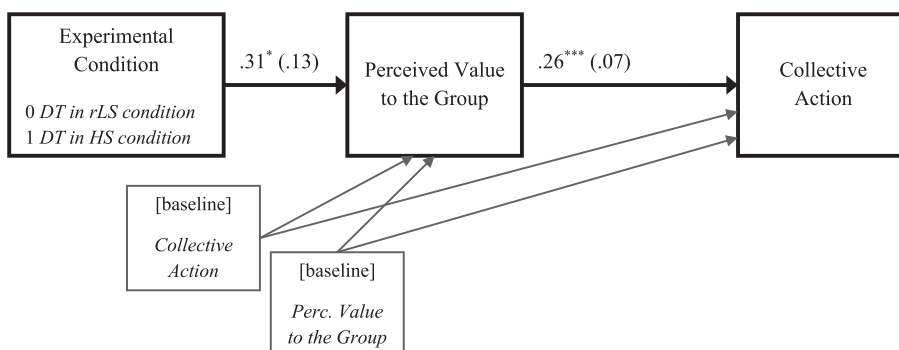 Experimental
Condition
0 DT in rLS condition
1 DT in HS condition
.31* (.13)
Perceived Value
to the Group
.26*** (.07)
Collective
Action
[baseline]
Collective
Action
[baseline]
Perc. Value
to the Group